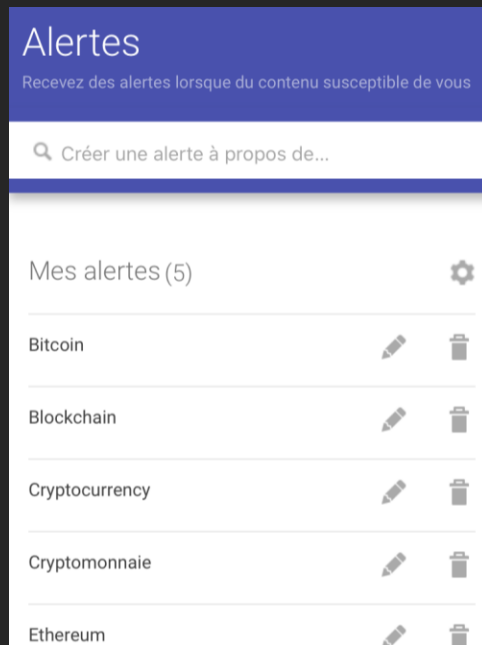 Alertes
Recevez des alertes lorsque du contenu susceptible de vous
Créer une alerte à propos de...
Mes alertes (5)
Bitcoin
Blockchain
Cryptocurrency
Cryptomonnaie
Ethereum